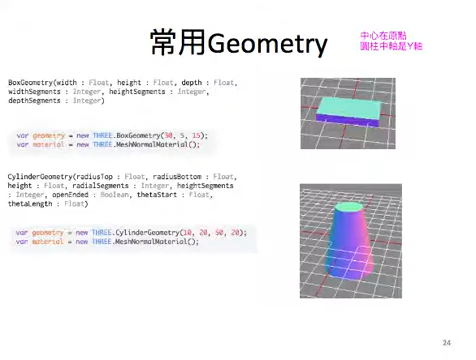 常用Geometry
中心在原點
圓柱中軸是Y軸
BoxGeometry(width : Float, height : Float, depth : Float,
widthSegments : Integer, heightSegments : Integer,
depthSegments : Integer)
var geometry = new THREE.BoxGeometry(30, 5, 15);
var material = new THREE.MeshNormalMaterial();
CylinderGeometry(radiusTop : Float, radiusBottom : Float,
height : Float, radialSegments : Integer, heightSegments
: Integer, openEnded : Boolean, thetaStart : Float,
thetaLength : Float)
var geometry = new THREE.CylinderGeometry(10, 20, 50, 20);
var material = new THREE.MeshNormalMaterial();
24